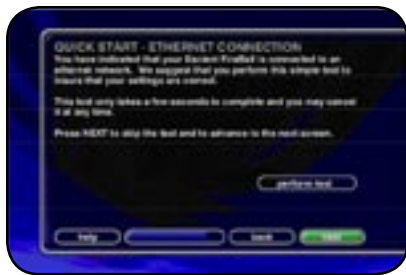 QUICK START - ETHERNET CONNECTION
You have indicated that your Escient FireBall is connected to an
ethernet network. We suggest that you perform this simple test to
insure that your settings are correct.
This test only takes a few seconds to complete and you may cancel
it at any time.
Press NEXT to skip the test and to advance to the next screen.
perform test
help
back
next